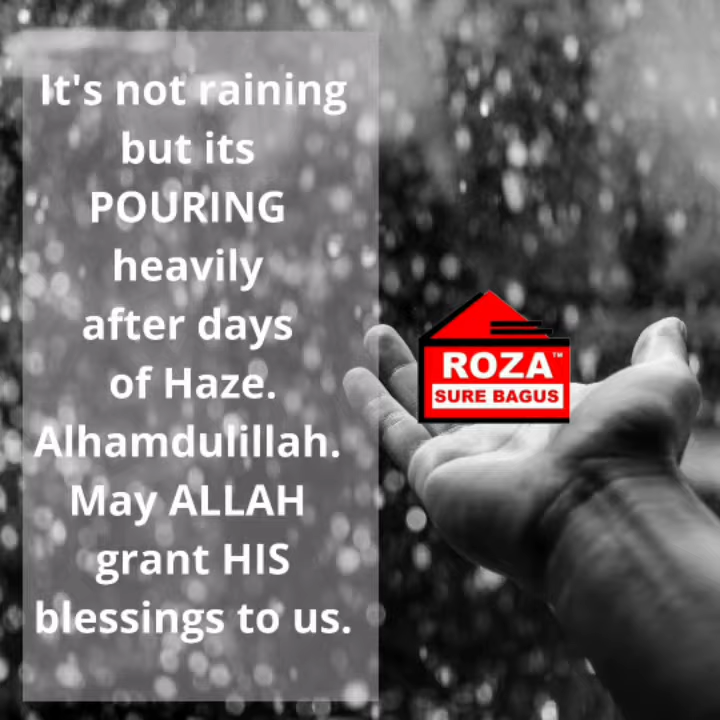 It's not raining
but its
POURING
heavily
after days
of Haze.
Alhamdulillah.
May ALLAH
grant HIS
blessings to us.
ROZA™
SURE BAGUS